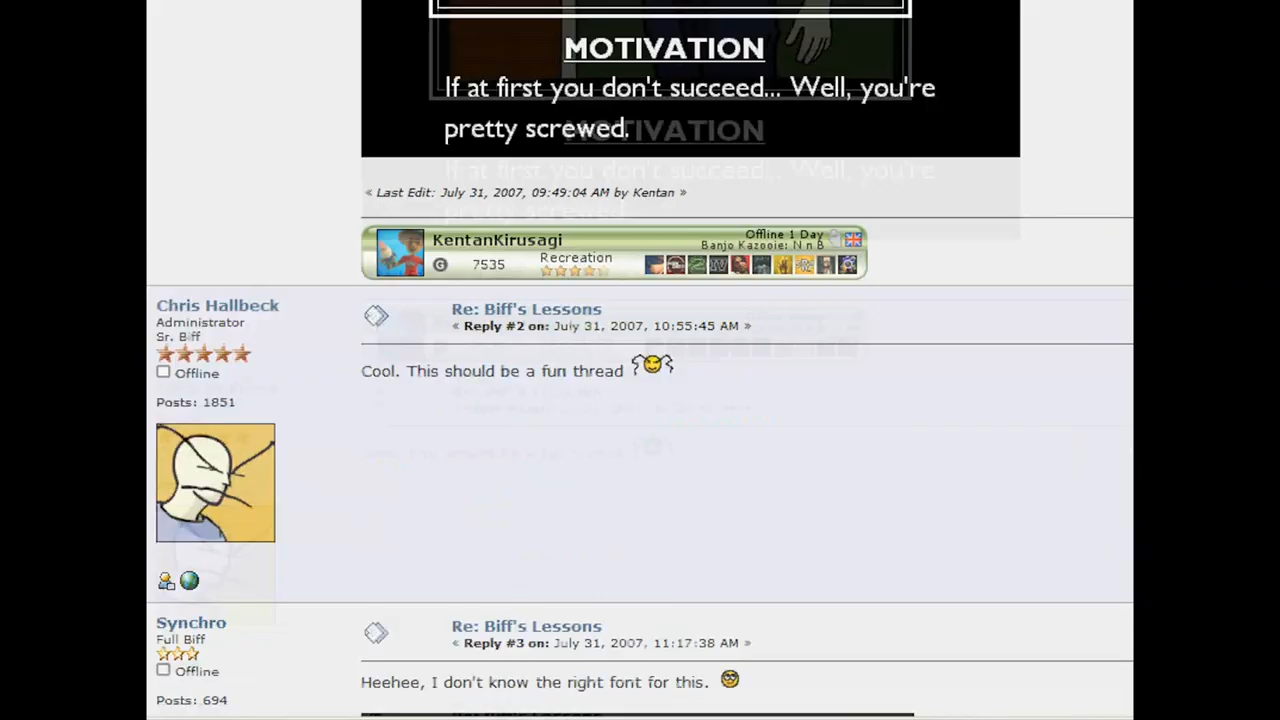 MOTIVATION
If at first you don't succeed... Well, you're
pretty screwed.
« Last Edit: July 31, 2007, 09:49:04 AM by Kentan »
KentanKirusagi
Offline 1 Day
Banjo Kazooie: N n B
G 7535
Recreation
Chris Hallbeck
Administrator
Sr. Biff
Offline
Posts: 1851
Re: Biff's Lessons
« Reply #2 on: July 31, 2007, 10:55:45 AM »
Cool. This should be a fun thread
Synchro
Full Biff
Offline
Posts: 694
Re: Biff's Lessons
« Reply #3 on: July 31, 2007, 11:17:38 AM »
Heehee, I don't know the right font for this.